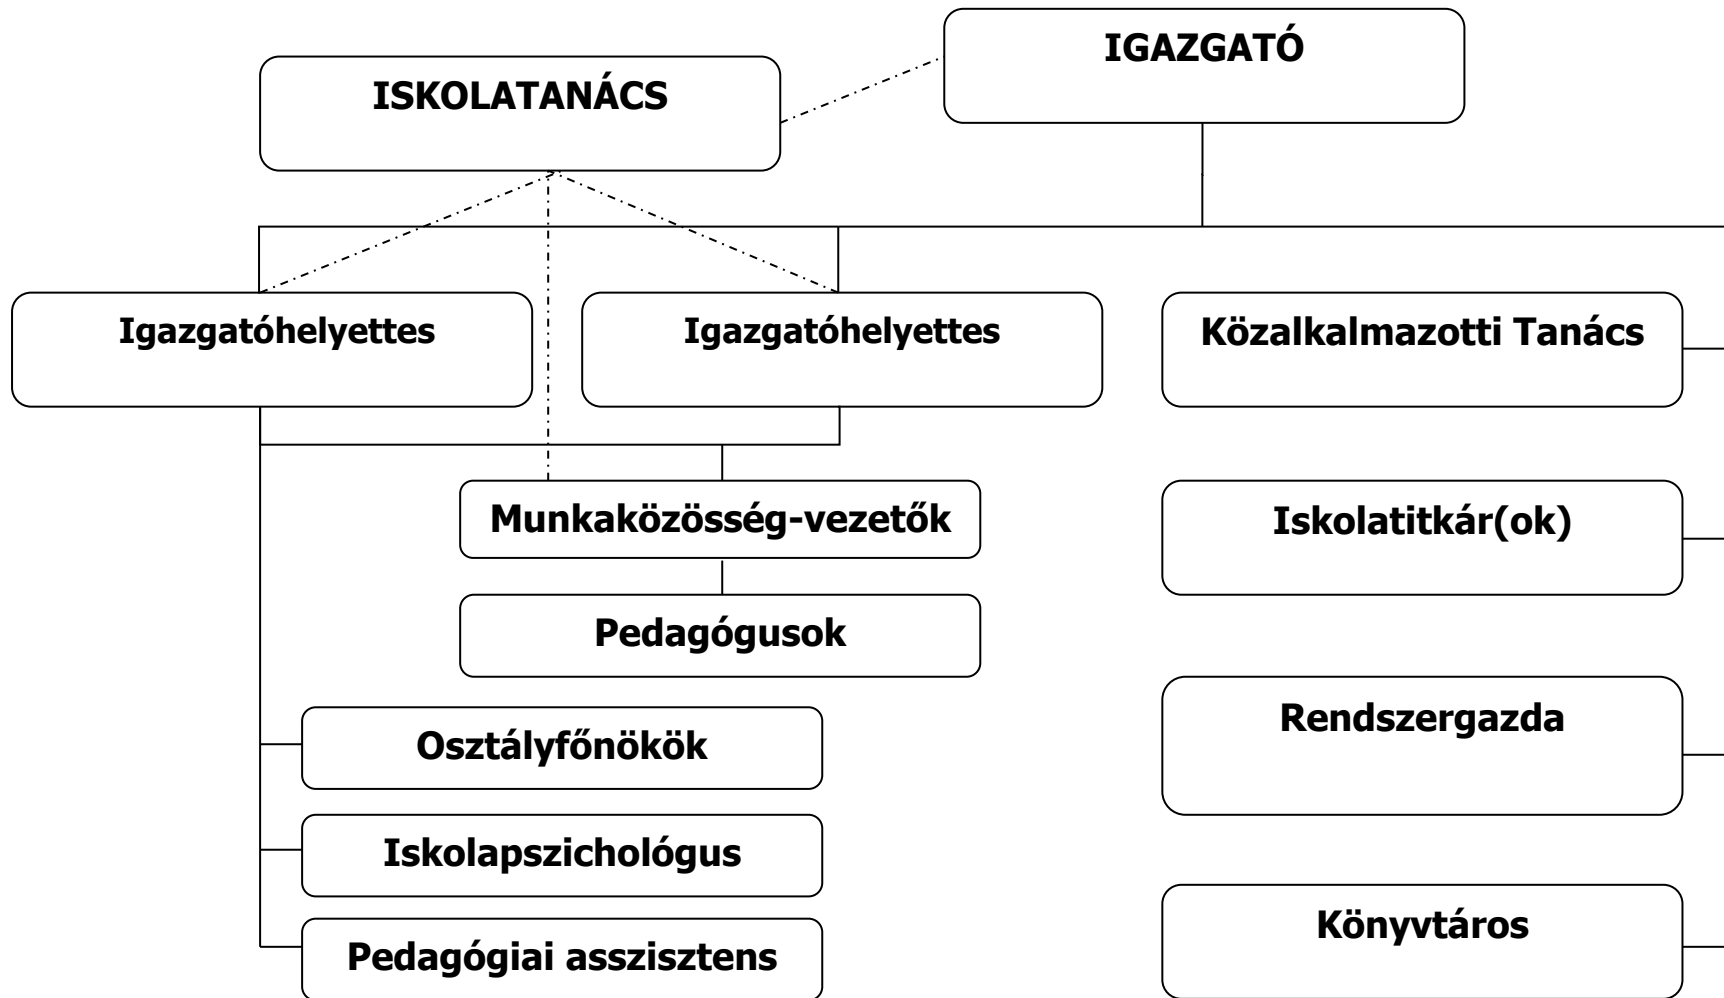 IGAZGATÓ
ISKOLATANÁCS
Igazgatóhelyettes
Igazgatóhelyettes
Közalkalmazotti Tanács
Munkaközösség-vezetők
Iskolatitkár(ok)
Pedagógusok
Rendszergazda
Osztályfőnökök
Iskolapszichológus
Könyvtáros
Pedagógiai asszisztens